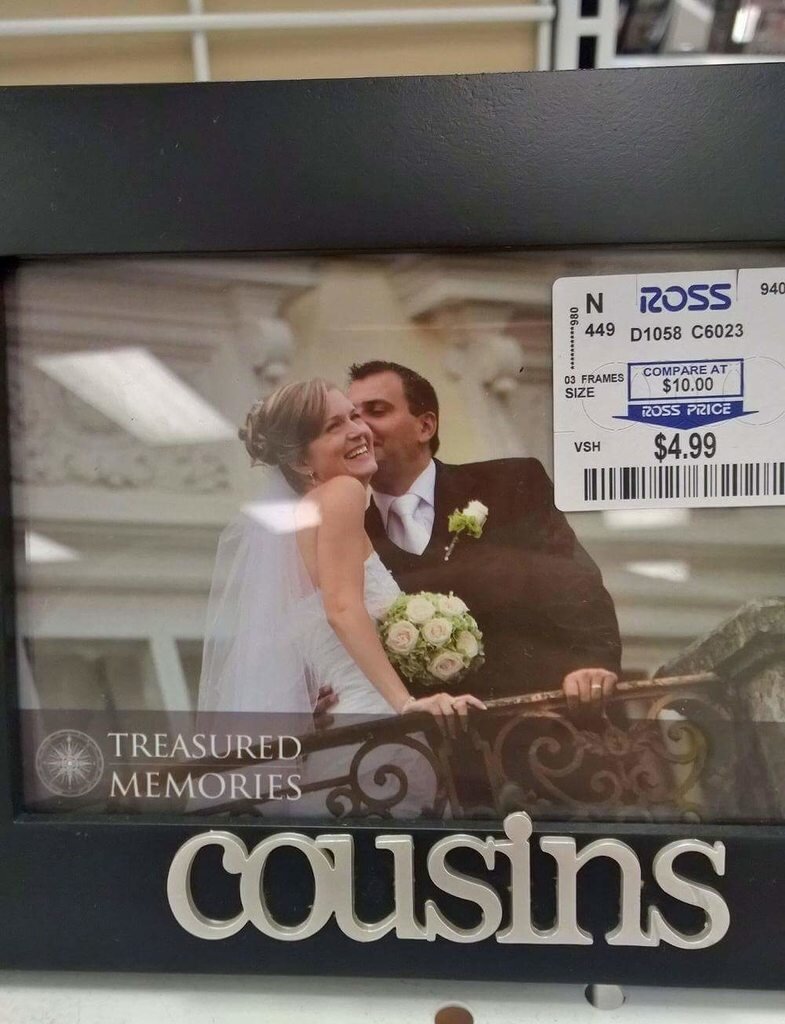 N ROSS 940
449 D1058 C6023
**********086
03 FRAMES
SIZE
COMPARE AT
$10.00
ROSS PRICE
VSH $4.99
TREASURED
MEMORIES
cousins